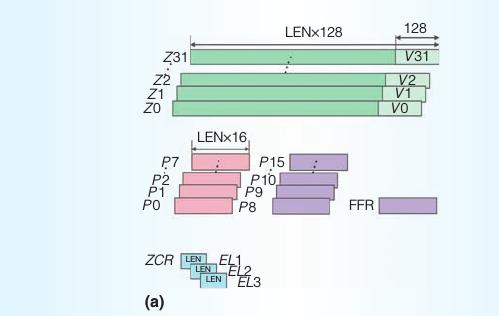 LEN×128
128
Z31
V31
Z2
V2
Z1
V1
Z0
V0
LEN×16
P7
P15
P2
P10
P1
P9
P0
P8
FFR
ZCR
LEN
EL1
LEN
EL2
LEN
EL3
(a)